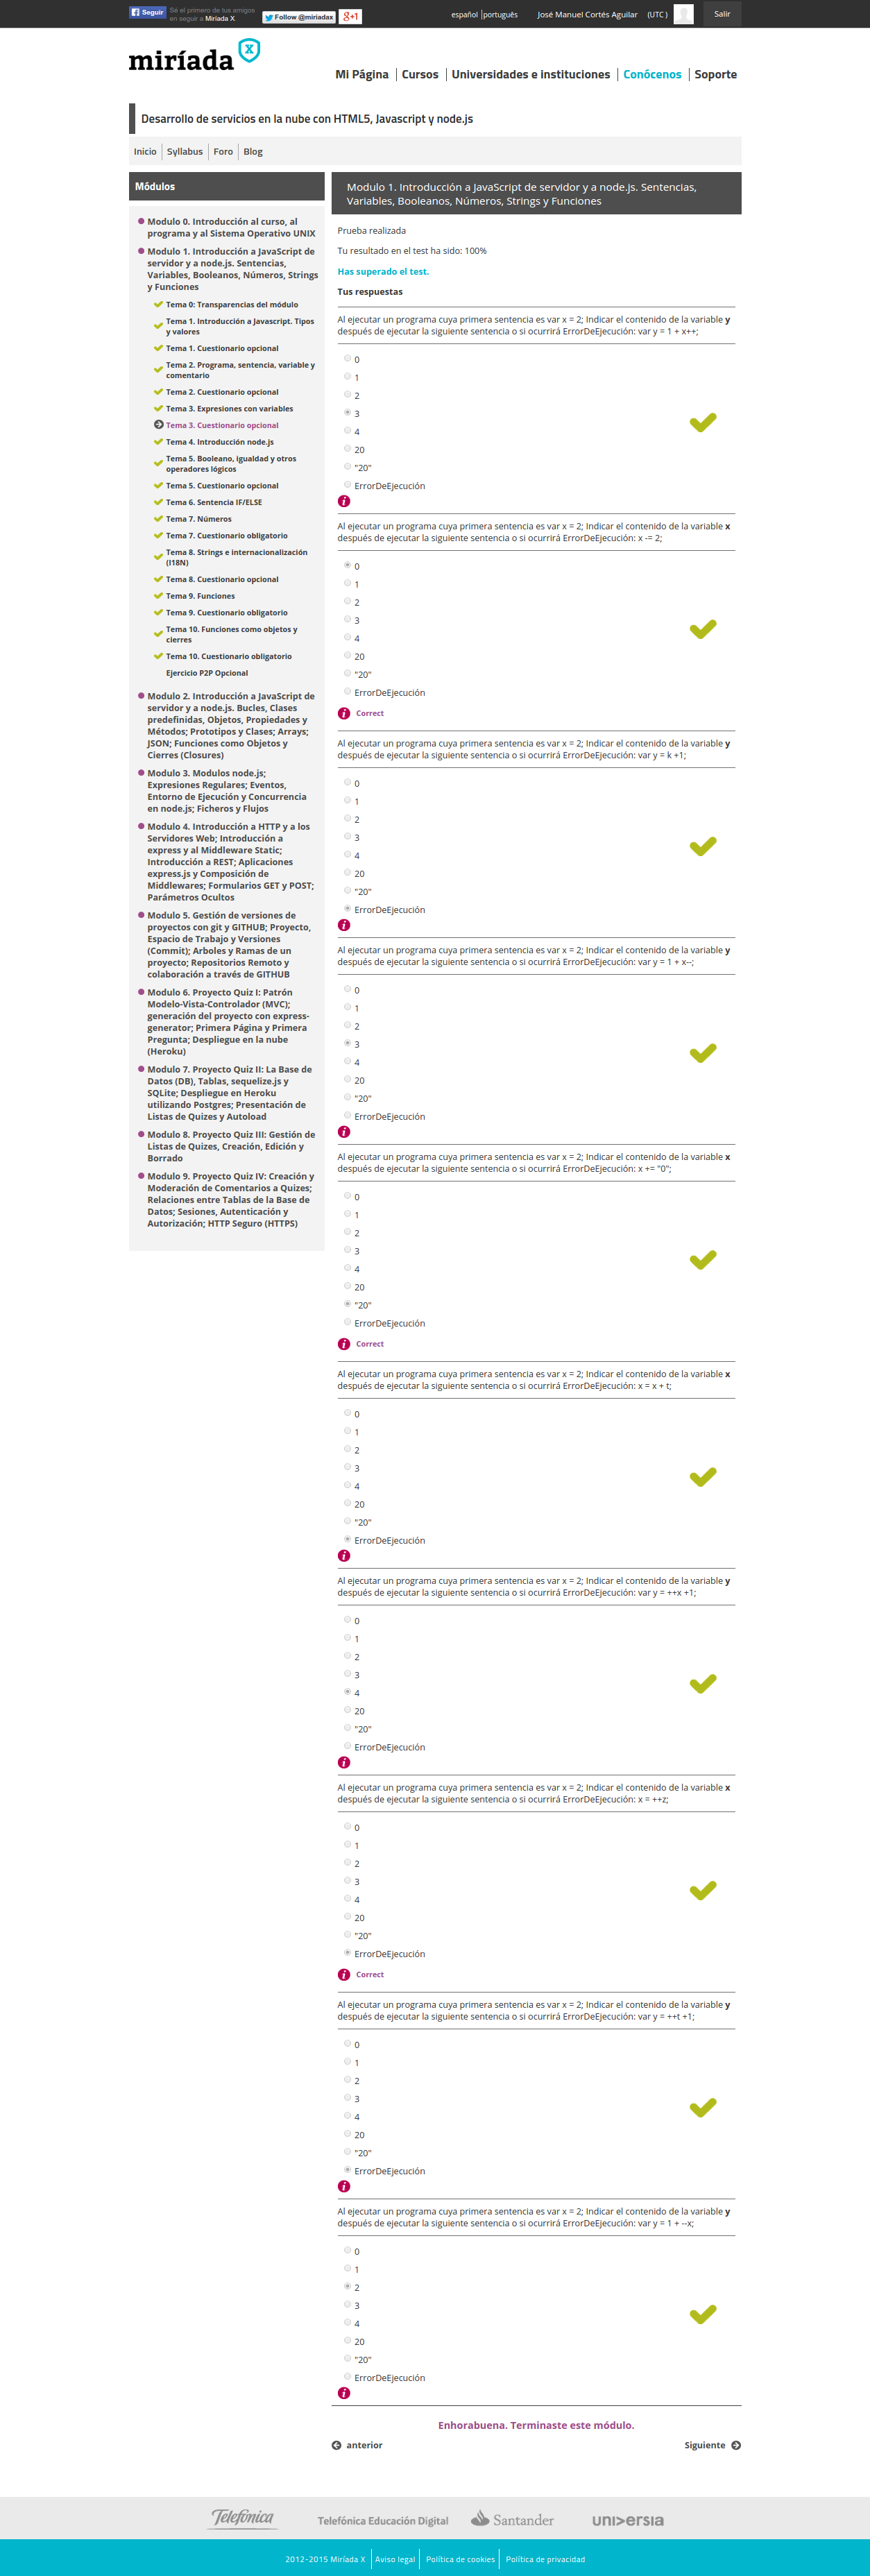 Seguir
Sé el primero de tus amigos
en seguir a Miríada X.
Follow @miriadax
g+1
español
português
José Manuel Cortés Aguilar
(UTC )
Salir
miríada x
Mi Página
Cursos
Universidades e instituciones
Conócenos
Soporte
Desarrollo de servicios en la nube con HTML5, Javascript y node.js
Inicio
Syllabus
Foro
Blog
Módulos
Modulo 0. Introducción al curso, al
programa y al Sistema Operativo UNIX
Modulo 1. Introducción a JavaScript de
servidor y a node.js. Sentencias,
Variables, Booleanos, Números, Strings
y Funciones
Tema 0: Transparencias del módulo
Tema 1. Introducción a Javascript. Tipos
y valores
Tema 1. Cuestionario opcional
Tema 2. Programa, sentencia, variable y
comentario
Tema 2. Cuestionario opcional
Tema 3. Expresiones con variables
Tema 3. Cuestionario opcional
Tema 4. Introducción node.js
Tema 5. Booleano, igualdad y otros
operadores lógicos
Tema 5. Cuestionario opcional
Tema 6. Sentencia IF/ELSE
Tema 7. Números
Tema 7. Cuestionario obligatorio
Tema 8. Strings e internacionalización
(I18N)
Tema 8. Cuestionario opcional
Tema 9. Funciones
Tema 9. Cuestionario obligatorio
Tema 10. Funciones como objetos y
cierres
Tema 10. Cuestionario obligatorio
Ejercicio P2P Opcional
Modulo 2. Introducción a JavaScript de
servidor y a node.js. Bucles, Clases
predefinidas, Objetos, Propiedades y
Métodos; Prototipos y Clases; Arrays;
JSON; Funciones como Objetos y
Cierres (Closures)
Modulo 3. Modulos node.js;
Expresiones Regulares; Eventos,
Entorno de Ejecución y Concurrencia
en node.js; Ficheros y Flujos
Modulo 4. Introducción a HTTP y a los
Servidores Web; Introducción a
express y al Middleware Static;
Introducción a REST; Aplicaciones
express.js y Composición de
Middlewares; Formularios GET y POST;
Parámetros Ocultos
Modulo 5. Gestión de versiones de
proyectos con git y GITHUB; Proyecto,
Espacio de Trabajo y Versiones
(Commit); Arboles y Ramas de un
proyecto; Repositorios Remoto y
colaboración a través de GITHUB
Modulo 6. Proyecto Quiz I: Patrón
Modelo-Vista-Controlador (MVC);
generación del proyecto con express-
generator; Primera Página y Primera
Pregunta; Despliegue en la nube
(Heroku)
Modulo 7. Proyecto Quiz II: La Base de
Datos (DB), Tablas, sequelize.js y
SQLite; Despliegue en Heroku
utilizando Postgres; Presentación de
Listas de Quizes y Autoload
Modulo 8. Proyecto Quiz III: Gestión de
Listas de Quizes, Creación, Edición y
Borrado
Modulo 9. Proyecto Quiz IV: Creación y
Moderación de Comentarios a Quizes;
Relaciones entre Tablas de la Base de
Datos; Sesiones, Autenticación y
Autorización; HTTP Seguro (HTTPS)
Modulo 1. Introducción a JavaScript de servidor y a node.js. Sentencias,
Variables, Booleanos, Números, Strings y Funciones
Prueba realizada
Tu resultado en el test ha sido: 100%
Has superado el test.
Tus respuestas
Al ejecutar un programa cuya primera sentencia es var x = 2; Indicar el contenido de la variable y
después de ejecutar la siguiente sentencia o si ocurrirá ErrorDeEjecución: var y = 1 + x++;
0
1
2
3
4
20
"20"
ErrorDeEjecución
Al ejecutar un programa cuya primera sentencia es var x = 2; Indicar el contenido de la variable x
después de ejecutar la siguiente sentencia o si ocurrirá ErrorDeEjecución: x -= 2;
0
1
2
3
4
20
"20"
ErrorDeEjecución
Correct
Al ejecutar un programa cuya primera sentencia es var x = 2; Indicar el contenido de la variable y
después de ejecutar la siguiente sentencia o si ocurrirá ErrorDeEjecución: var y = k +1;
0
1
2
3
4
20
"20"
ErrorDeEjecución
Al ejecutar un programa cuya primera sentencia es var x = 2; Indicar el contenido de la variable y
después de ejecutar la siguiente sentencia o si ocurrirá ErrorDeEjecución: var y = 1 + x--;
0
1
2
3
4
20
"20"
ErrorDeEjecución
Al ejecutar un programa cuya primera sentencia es var x = 2; Indicar el contenido de la variable x
después de ejecutar la siguiente sentencia o si ocurrirá ErrorDeEjecución: x += "0";
0
1
2
3
4
20
"20"
ErrorDeEjecución
Correct
Al ejecutar un programa cuya primera sentencia es var x = 2; Indicar el contenido de la variable x
después de ejecutar la siguiente sentencia o si ocurrirá ErrorDeEjecución: x = x + t;
0
1
2
3
4
20
"20"
ErrorDeEjecución
Al ejecutar un programa cuya primera sentencia es var x = 2; Indicar el contenido de la variable y
después de ejecutar la siguiente sentencia o si ocurrirá ErrorDeEjecución: var y = ++x +1;
0
1
2
3
4
20
"20"
ErrorDeEjecución
Al ejecutar un programa cuya primera sentencia es var x = 2; Indicar el contenido de la variable x
después de ejecutar la siguiente sentencia o si ocurrirá ErrorDeEjecución: x = ++z;
0
1
2
3
4
20
"20"
ErrorDeEjecución
Correct
Al ejecutar un programa cuya primera sentencia es var x = 2; Indicar el contenido de la variable y
después de ejecutar la siguiente sentencia o si ocurrirá ErrorDeEjecución: var y = ++t +1;
0
1
2
3
4
20
"20"
ErrorDeEjecución
Al ejecutar un programa cuya primera sentencia es var x = 2; Indicar el contenido de la variable y
después de ejecutar la siguiente sentencia o si ocurrirá ErrorDeEjecución: var y = 1 + --x;
0
1
2
3
4
20
"20"
ErrorDeEjecución
Enhorabuena. Terminaste este módulo.
anterior
Siguiente
Telefónica
Telefónica Educación Digital
Santander
universia
2012-2015 Miríada X
Aviso legal
Política de cookies
Política de privacidad